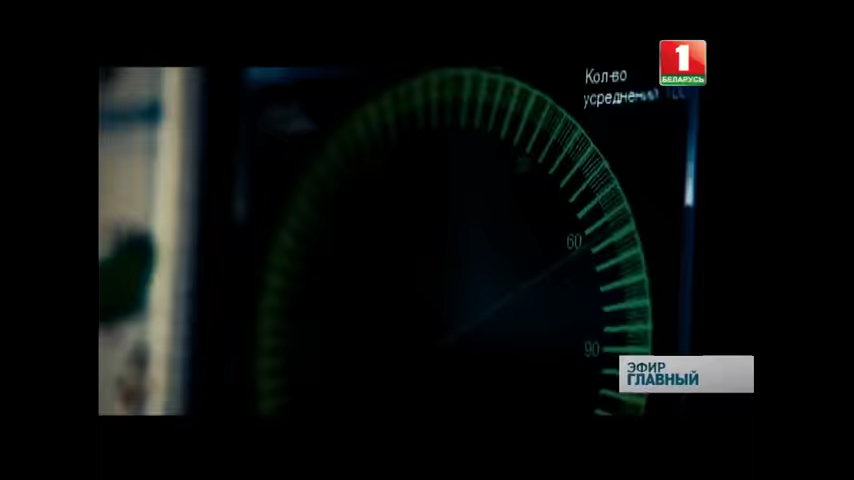 Кол-во
усреднений
1
БЕЛАРУСЬ
60
90
ЭФИР
ГЛАВНЫЙ